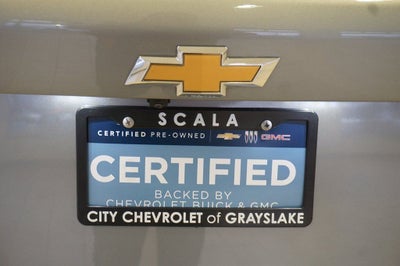 SCALA
CERTIFIED PRE-OWNED GMC
CERTIFIED
BACKED BY
CHEVROLET BUICK & GMC
CITY CHEVROLET of GRAYSLAKE